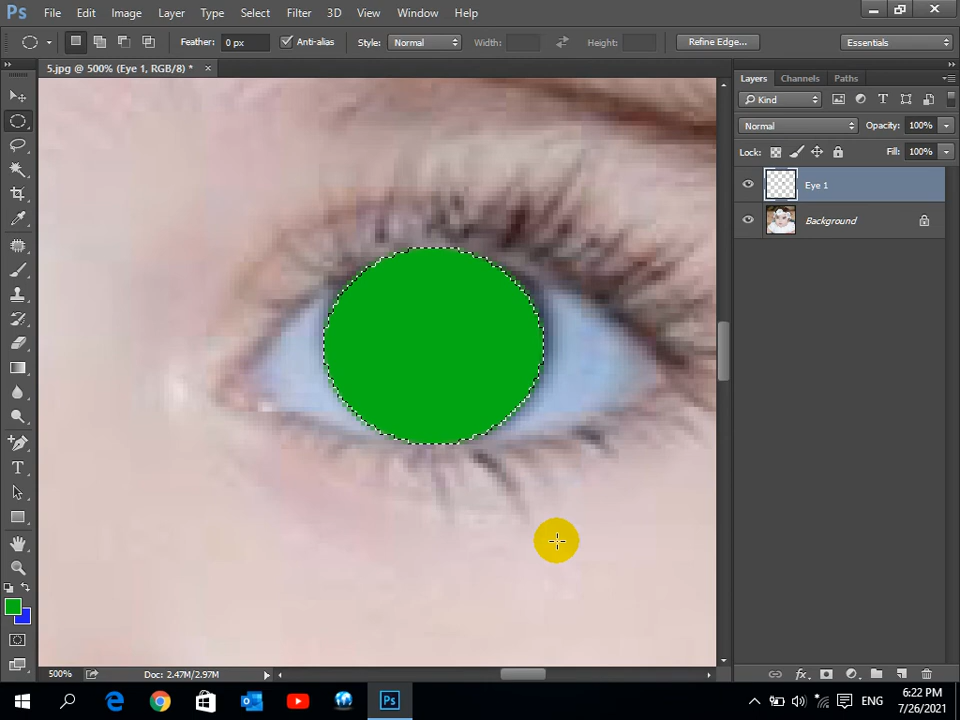 Ps File Edit Image Layer Type Select Filter 3D View Window Help
Feather: 0 px Anti-alias Style: Normal Width: Height: Refine Edge... Essentials
5.jpg @ 500% (Eye 1, RGB/8) * ×
Layers Channels Paths
Kind T
Normal Opacity: 100%
Lock: Fill: 100%
Eye 1
Background
T
fx
500% Doc: 2.47M/2.97M
Ps ENG 6:22 PM
7/26/2021